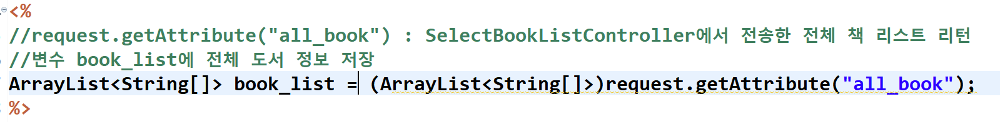 <%
//request.getAttribute("all_book") : SelectBookListController에서 전송한 전체 책 리스트 리턴
//변수 book_list에 전체 도서 정보 저장
ArrayList<String[]> book_list = (ArrayList<String[]>)request.getAttribute("all_book");
%>